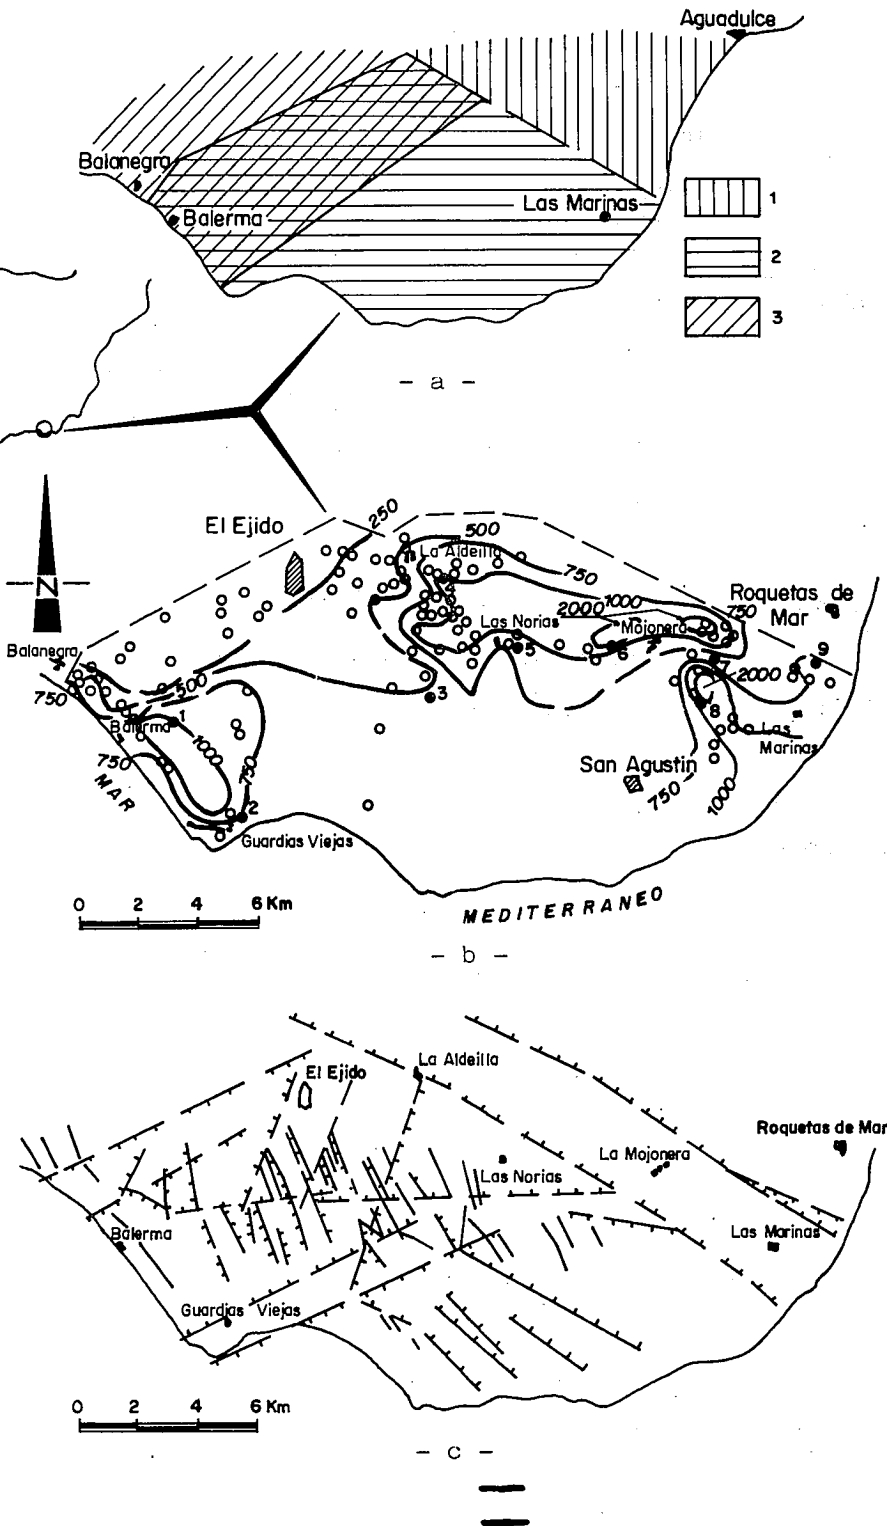 Aguadulce
Balanegra
Balerma
Las Marinas
1
2
3
- a -
N
El Ejido
250
500
La Aldeilla
750
4
Las Norias
2000
1000
750
Roquetas de
Mar
Mojonera
5
6
7
9
Balanegra
750
500
3
2000
8
Balerma
1
1000
750
750
Las
Marinas
San Agustin
750
1000
MAR
2
Guardias Viejas
0 2 4 6 Km
MEDITERRANEO
- b -
La Aldeilla
El Ejido
Roquetas de Mar
La Mojonera
Las Norias
Balerma
Las Marinas
Guardias Viejas
0 2 4 6 Km
- c -